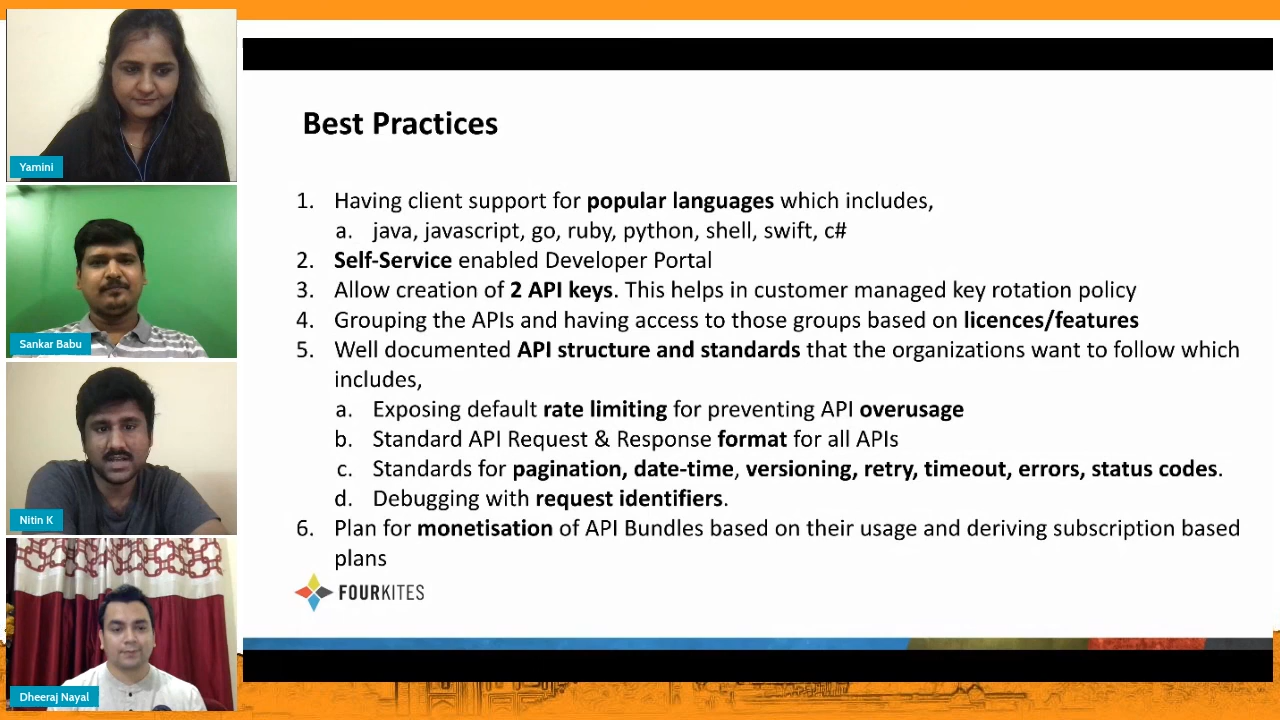 Yamini
Sankar Babu
Nitin K
Dheeraj Nayal
Best Practices
1. Having client support for popular languages which includes,
a. java, javascript, go, ruby, python, shell, swift, c#
2. Self-Service enabled Developer Portal
3. Allow creation of 2 API keys. This helps in customer managed key rotation policy
4. Grouping the APIs and having access to those groups based on licences/features
5. Well documented API structure and standards that the organizations want to follow which
includes,
a. Exposing default rate limiting for preventing API overusage
b. Standard API Request & Response format for all APIs
c. Standards for pagination, date-time, versioning, retry, timeout, errors, status codes.
d. Debugging with request identifiers.
6. Plan for monetisation of API Bundles based on their usage and deriving subscription based
plans
FOURKITES